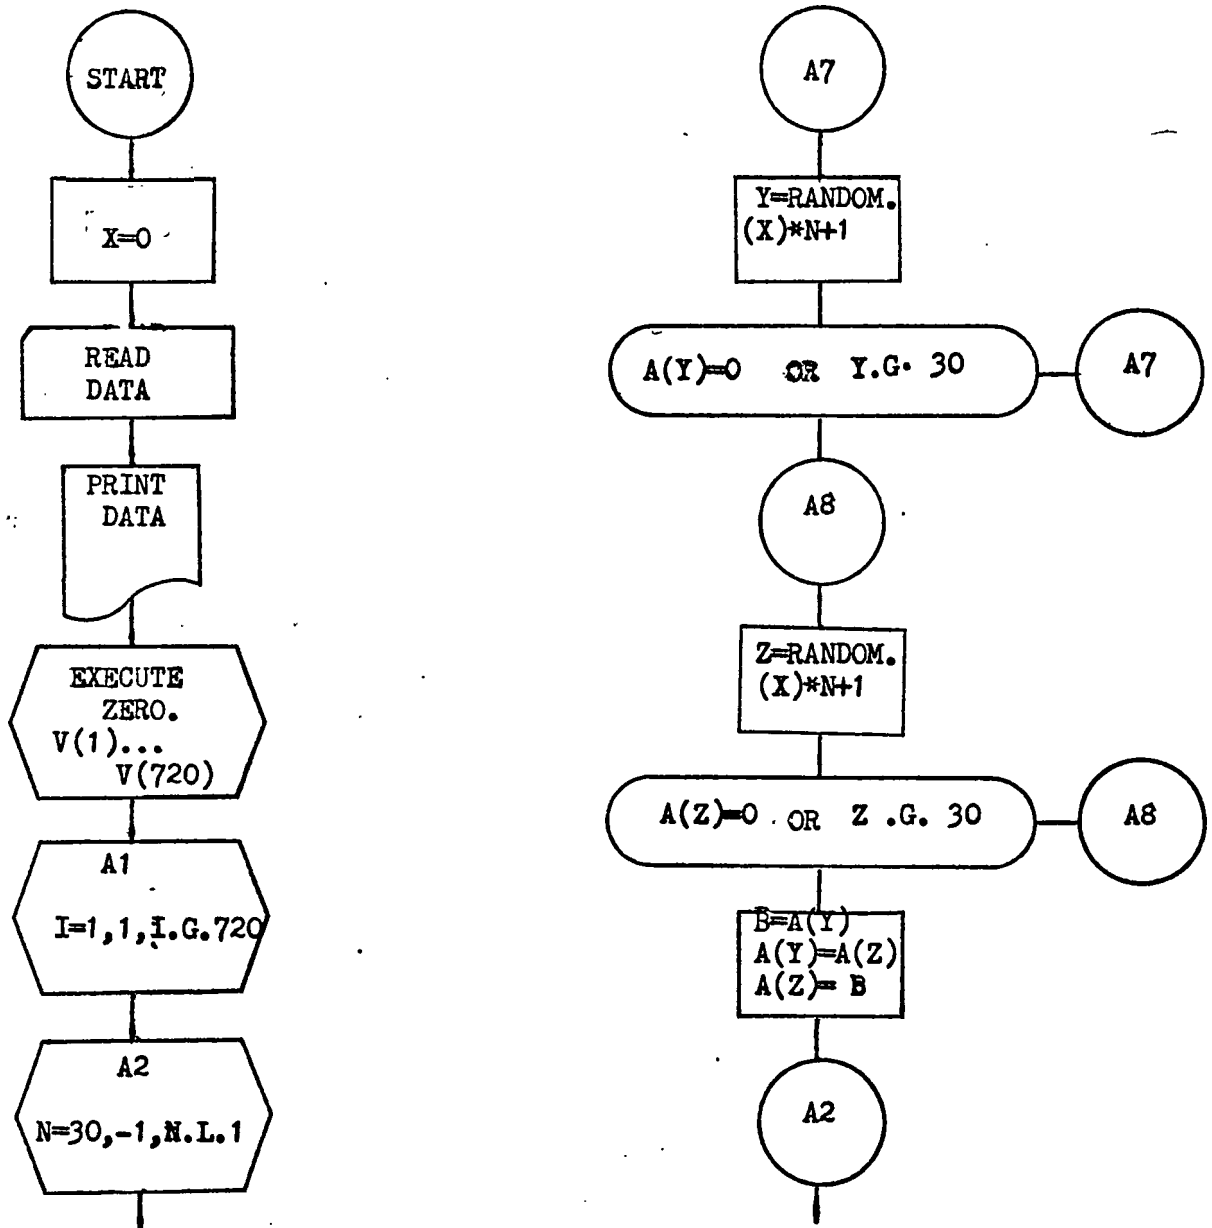 START
X=0
READ
DATA
PRINT
DATA
EXECUTE
ZERO.
V(1)...
V(720)
A1
I=1,1,I.G.720
A2
N=30,-1,N.L.1
A7
Y=RANDOM.
(X)*N+1
A(Y)=0 OR Y.G. 30
A7
A8
Z=RANDOM.
(X)*N+1
A(Z)=0 OR Z .G. 30
A8
B=A(Y)
A(Y)=A(Z)
A(Z)= B
A2